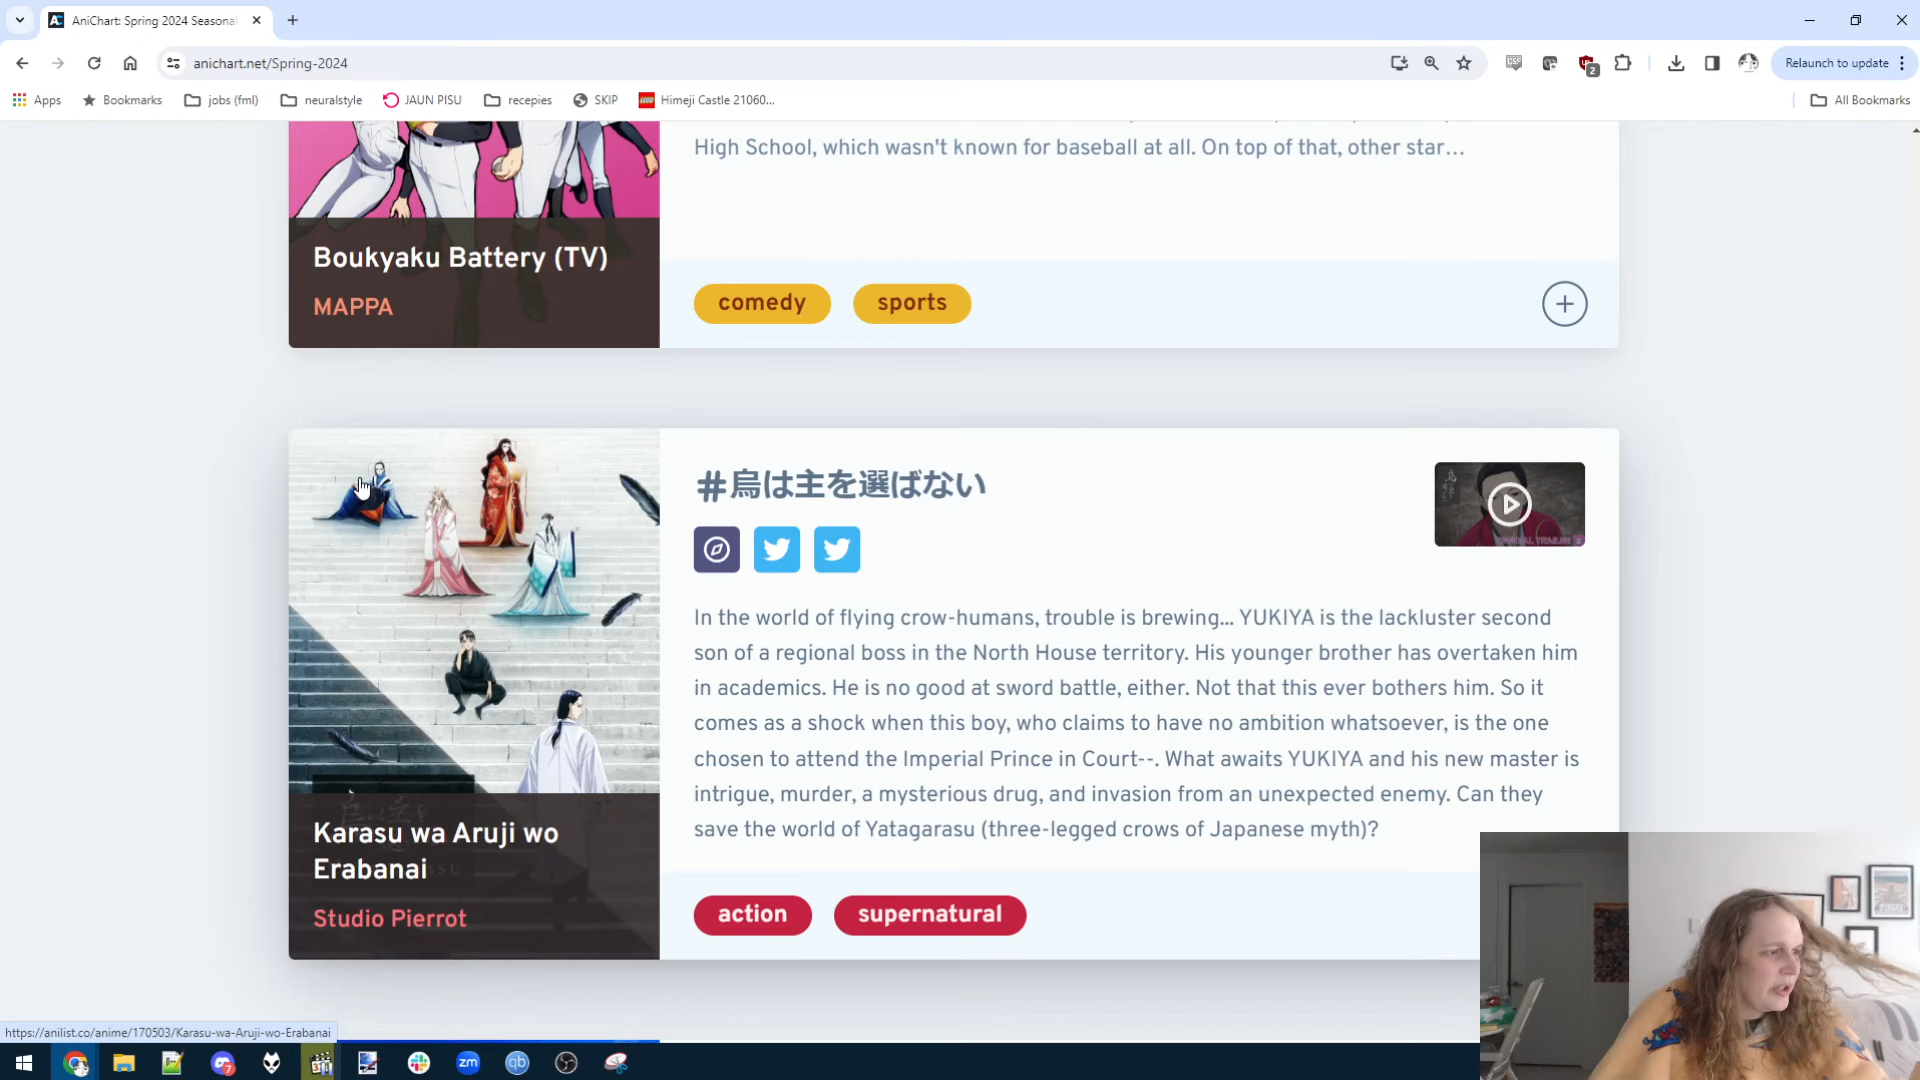 AniChart: Spring 2024 Seasona
anichart.net/Spring-2024
2
Relaunch to update
Apps
Bookmarks
jobs (fml)
neuralstyle
JAUN PISU
recepies
SKIP
Himeji Castle 21060...
All Bookmarks
High School, which wasn't known for baseball at all. On top of that, other star…
Boukyaku Battery (TV)
MAPPA
comedy
sports
#烏は主を選ばない
In the world of flying crow-humans, trouble is brewing... YUKIYA is the lackluster second
son of a regional boss in the North House territory. His younger brother has overtaken him
in academics. He is no good at sword battle, either. Not that this ever bothers him. So it
comes as a shock when this boy, who claims to have no ambition whatsoever, is the one
chosen to attend the Imperial Prince in Court--. What awaits YUKIYA and his new master is
intrigue, murder, a mysterious drug, and invasion from an unexpected enemy. Can they
save the world of Yatagarasu (three-legged crows of Japanese myth)?
Karasu wa Aruji wo
Erabanai
Studio Pierrot
action
supernatural
https://anilist.co/anime/170503/Karasu-wa-Aruji-wo-Erabanai
7
zm
qb